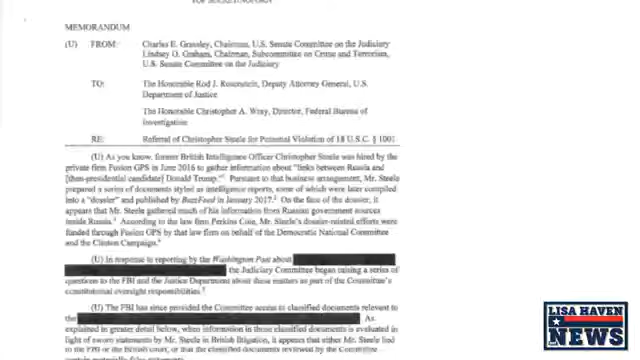 TOP SECRET//NOFORN
MEMORANDUM
(U) FROM: Charles E. Grassley, Chairman, U.S. Senate Committee on the Judiciary
Lindsey O. Graham, Chairman, Subcommittee on Crime and Terrorism,
U.S. Senate Committee on the Judiciary
TO: The Honorable Rod J. Rosenstein, Deputy Attorney General, U.S.
Department of Justice
The Honorable Christopher A. Wray, Director, Federal Bureau of
Investigation
RE: Referral of Christopher Steele for Potential Violation of 18 U.S.C. § 1001
(U) As you know, former British Intelligence Officer Christopher Steele was hired by the
private firm Fusion GPS in June 2016 to gather information about "links between Russia and
[then-presidential candidate] Donald Trump."1 Pursuant to that business arrangement, Mr. Steele
prepared a series of documents styled as intelligence reports, some of which were later compiled
into a "dossier" and published by BuzzFeed in January 2017.2 On the face of the dossier, it
appears that Mr. Steele gathered much of his information from Russian government sources
inside Russia.3 According to the law firm Perkins Coie, Mr. Steele's dossier-related efforts were
funded through Fusion GPS by that law firm on behalf of the Democratic National Committee
and the Clinton Campaign.4
(U) In response to reporting by the Washington Post about
the Judiciary Committee began raising a series of
questions to the FBI and the Justice Department about these matters as part of the Committee's
constitutional oversight responsibilities.5
(U) The FBI has since provided the Committee access to classified documents relevant to
the As
explained in greater detail below, when information in those classified documents is evaluated in
light of sworn statements by Mr. Steele in British litigation, it appears that either Mr. Steele lied
to the FBI or the British court, or that the classified documents reviewed by the Committee
contain materially false statements.
LISA HAVEN
NEWS